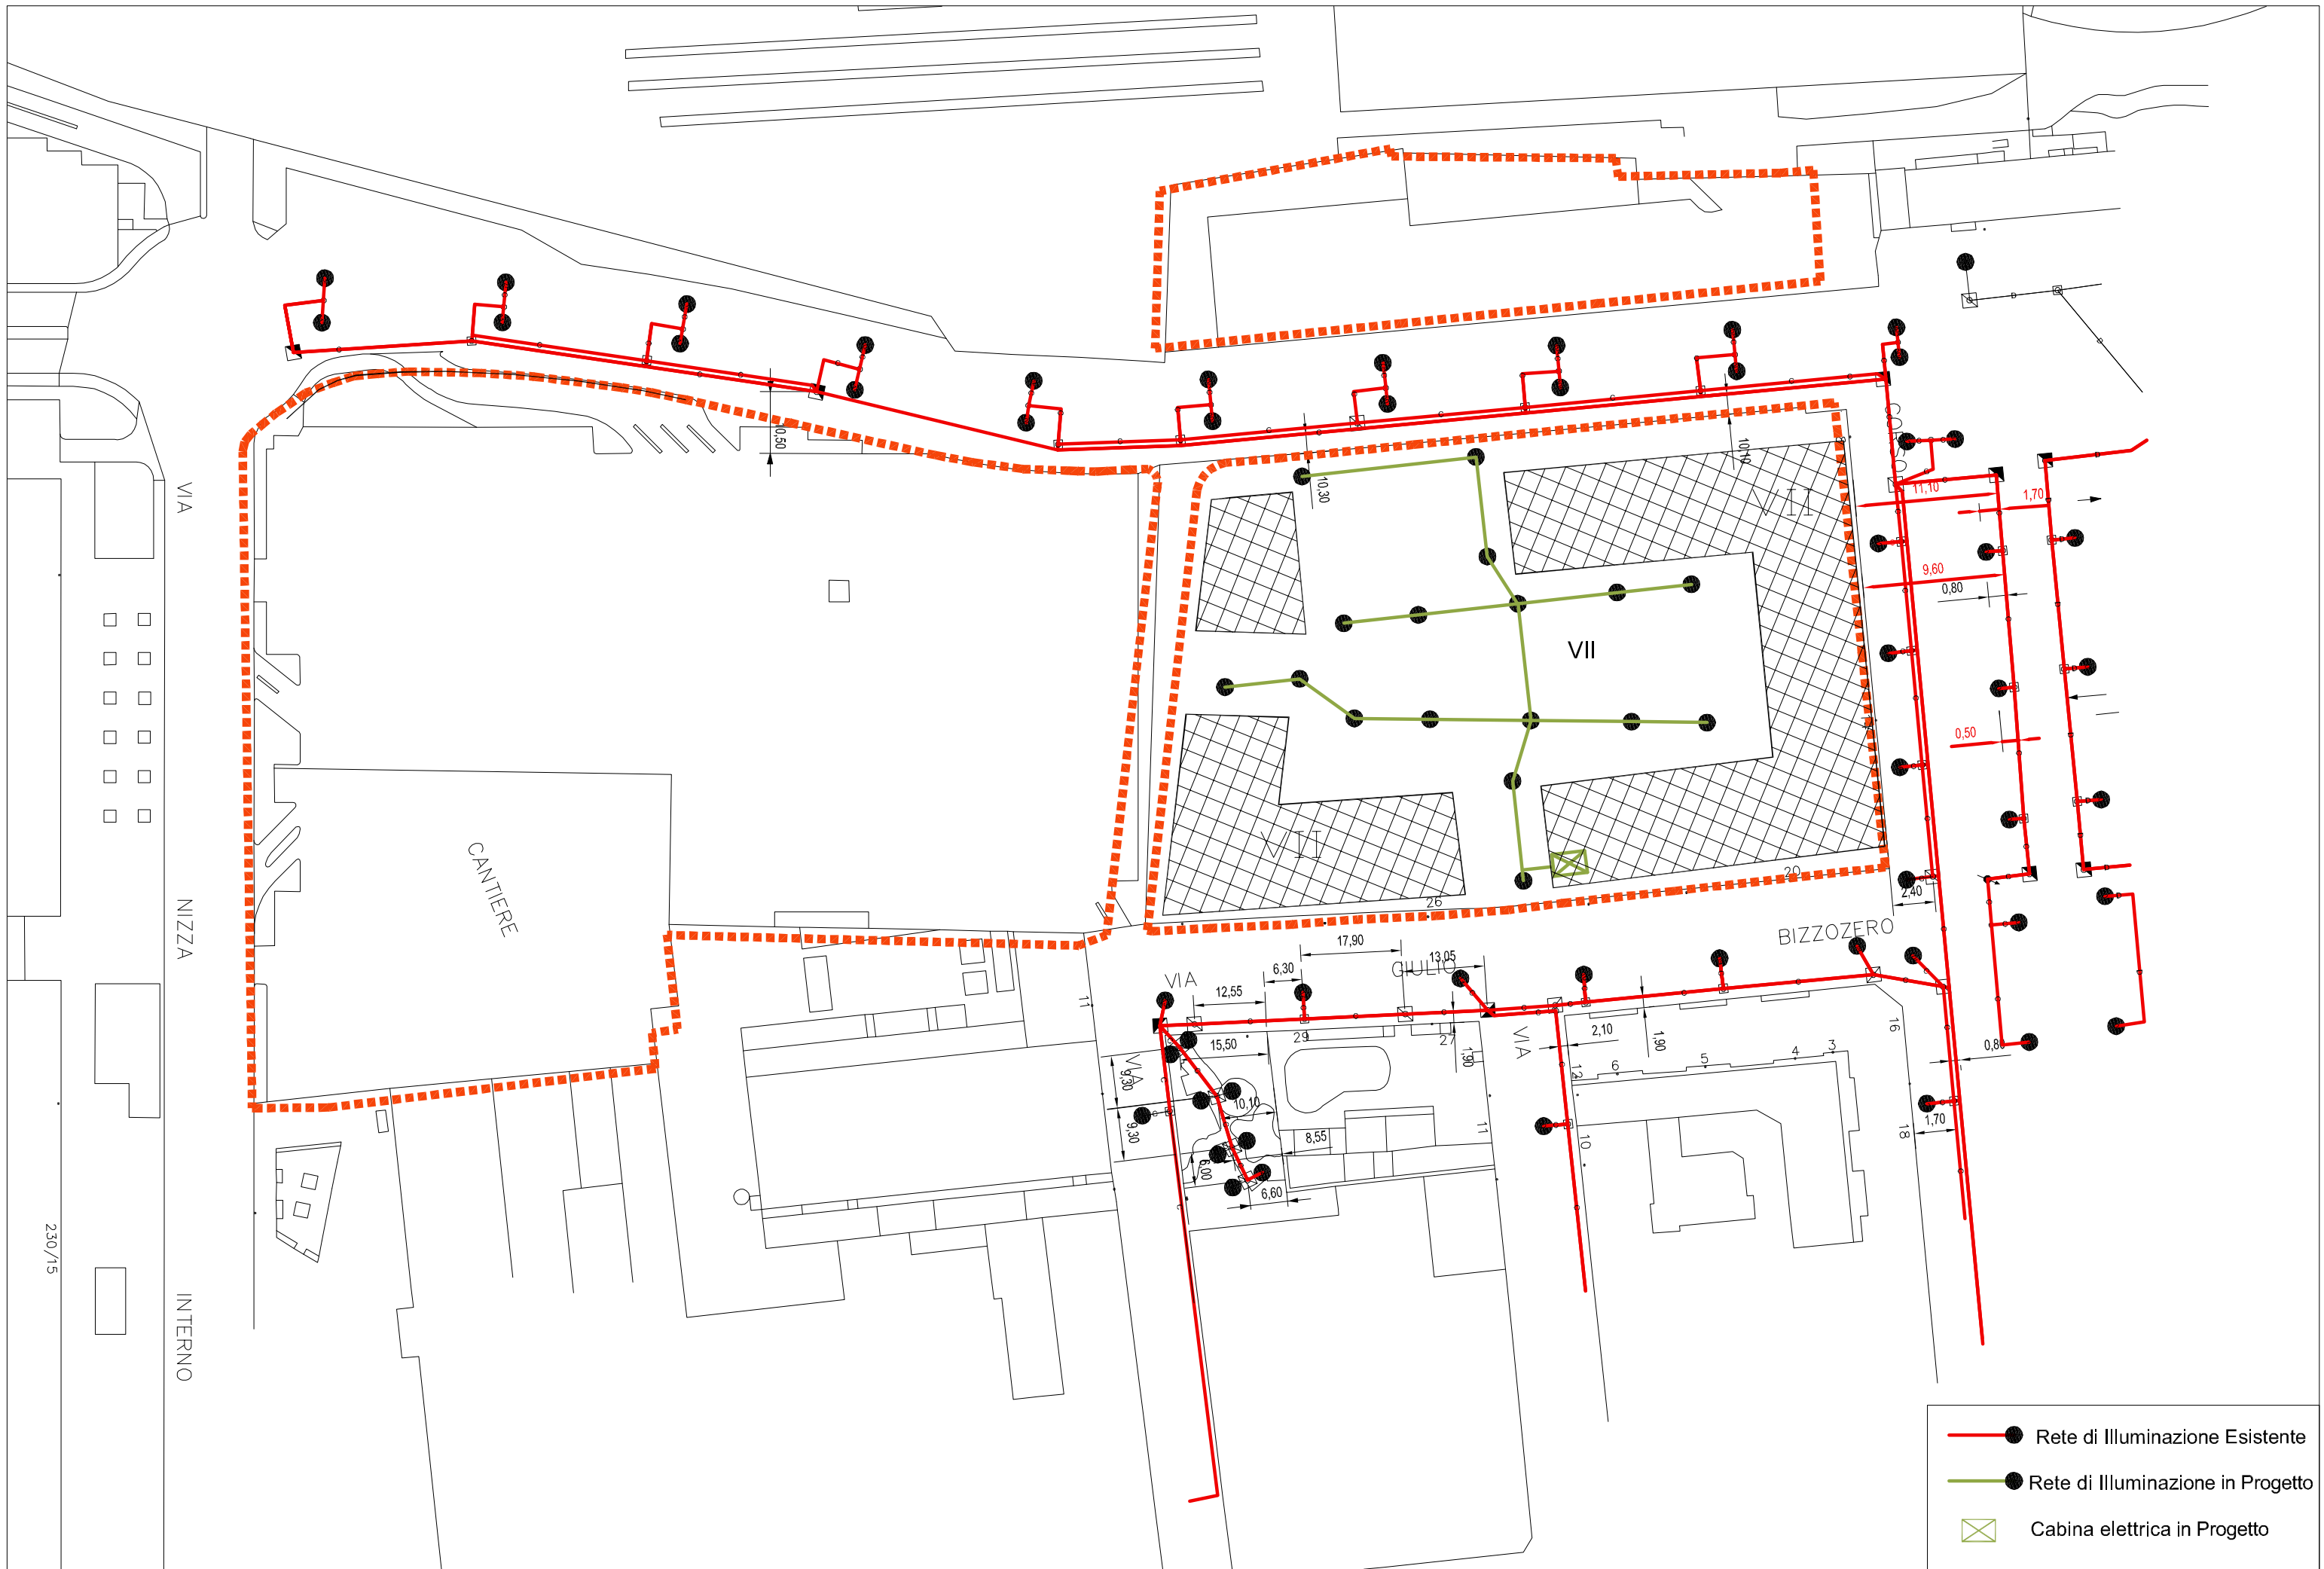 10,50
10,30
10,10
CORSO
VII
11,10
1,70
9,60
0,80
VII
0,50
VIA
NIZZA
INTERNO
230/15
CANTIERE
VII
26
20
2,40
BIZZOZERO
GIULIO
VIA
17,90
13,05
6,30
12,55
15,50
29
27
1,90
VIA
2,10
1,90
12
6
5
4
3
16
0,8
1,70
18
10
11
11
VIA
9,30
9,30
10,10
8,55
6,00
6,60
Rete di Illuminazione Esistente
Rete di Illuminazione in Progetto
Cabina elettrica in Progetto